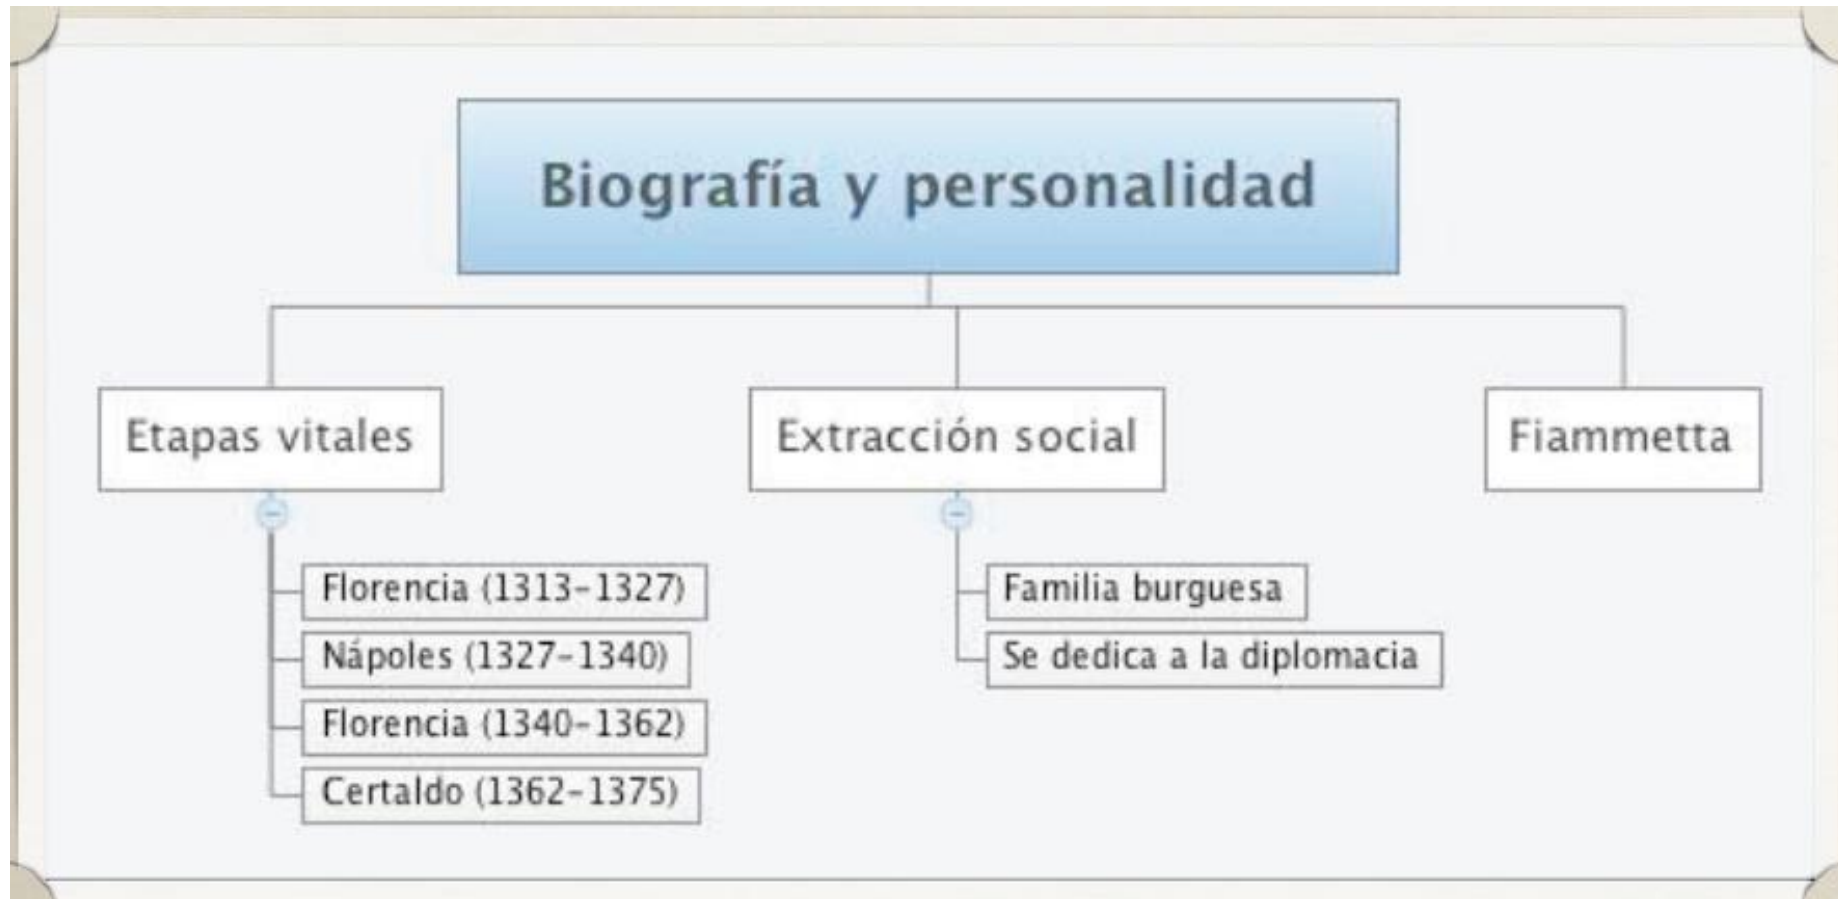 Biografía y personalidad
Etapas vitales
Florencia (1313-1327)
Nápoles (1327-1340)
Florencia (1340-1362)
Certaldo (1362-1375)
Extracción social
Familia burguesa
Se dedica a la diplomacia
Fiammetta